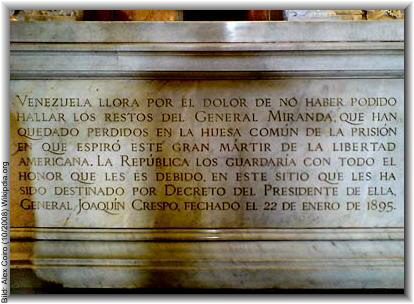 VENEZUELA LLORA POR EL DOLOR DE NO HABER PODIDO
HALLAR LOS RESTOS DEL GENERAL MIRANDA, QUE HAN
QUEDADO PERDIDOS EN LA HUESA COMÚN DE LA PRISIÓN
EN QUE ESPIRÓ ESTE GRAN MÁRTIR DE LA LIBERTAD
AMERICANA. LA REPÚBLICA LOS GUARDARÍA CON TODO EL
HONOR QUE LES ES DEBIDO, EN ESTE SITIO QUE LES HA
SIDO DESTINADO POR DECRETO DEL PRESIDENTE DE ELLA,
GENERAL JOAQUÍN CRESPO, FECHADO EL 22 DE ENERO DE 1895.
Bild: Alex Coiro (10/2008) Wikipdia.org